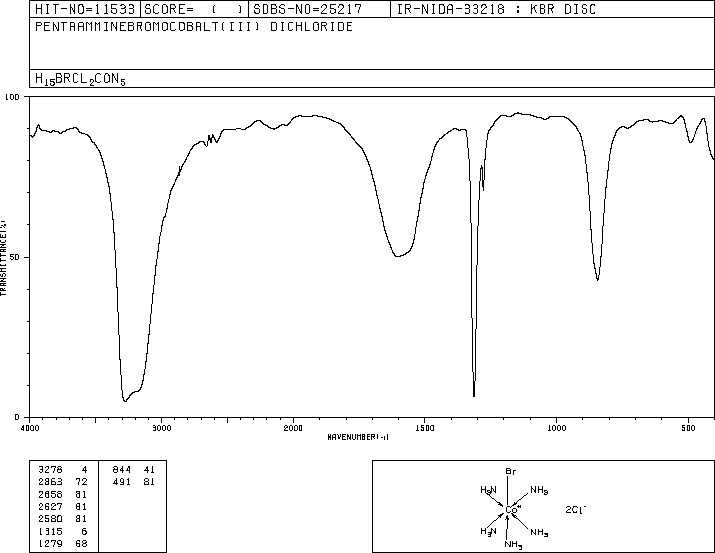 HIT-NO=11533 SCORE= ( ) SDBS-NO=25217 IR-NIDA-33218 : KBR DISC
PENTAAMMINEBROMOCOBALT(III) DICHLORIDE
H15BRCL2CON5
100
TRANSMITTANCE(%)
50
0
4000 3000 2000 1500 1000 500
WAVENUMBER(-1)
3278 4 844 41
2863 72 491 81
2658 81
2627 81
2580 81
1315 6
1279 68
Br
H3N NH3
Co
2Cl-
H3N NH3
NH3